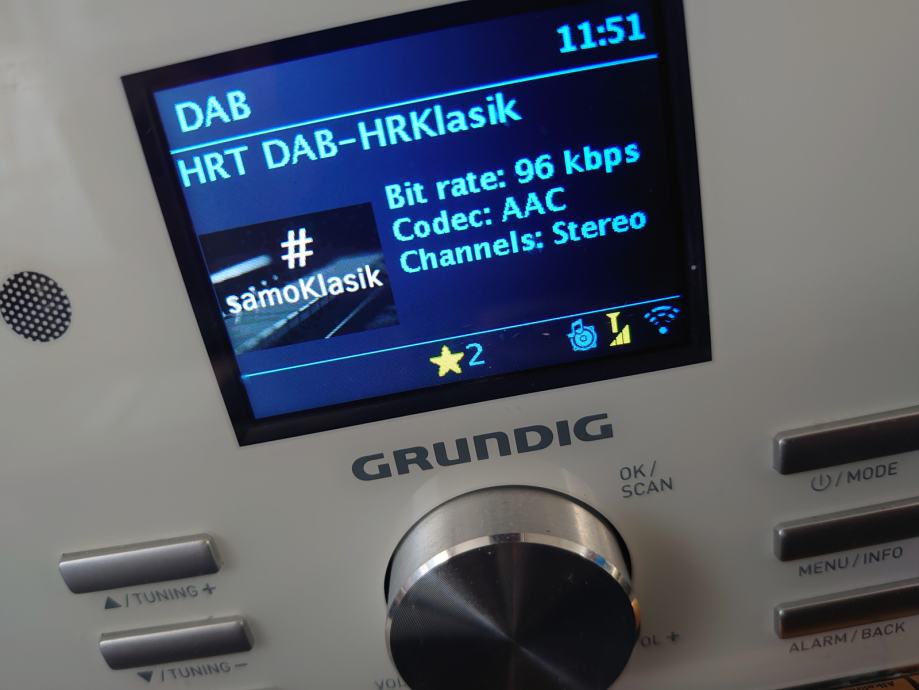 11:51
DAB
HRT DAB-HRKlasik
Bit rate: 96 kbps
Codec: AAC
Channels: Stereo
#
samoKlasik
2
GRUNDIG
OK/
SCAN
/MODE
MENU/INFO
ALARM/BACK
/TUNING +
/TUNING -